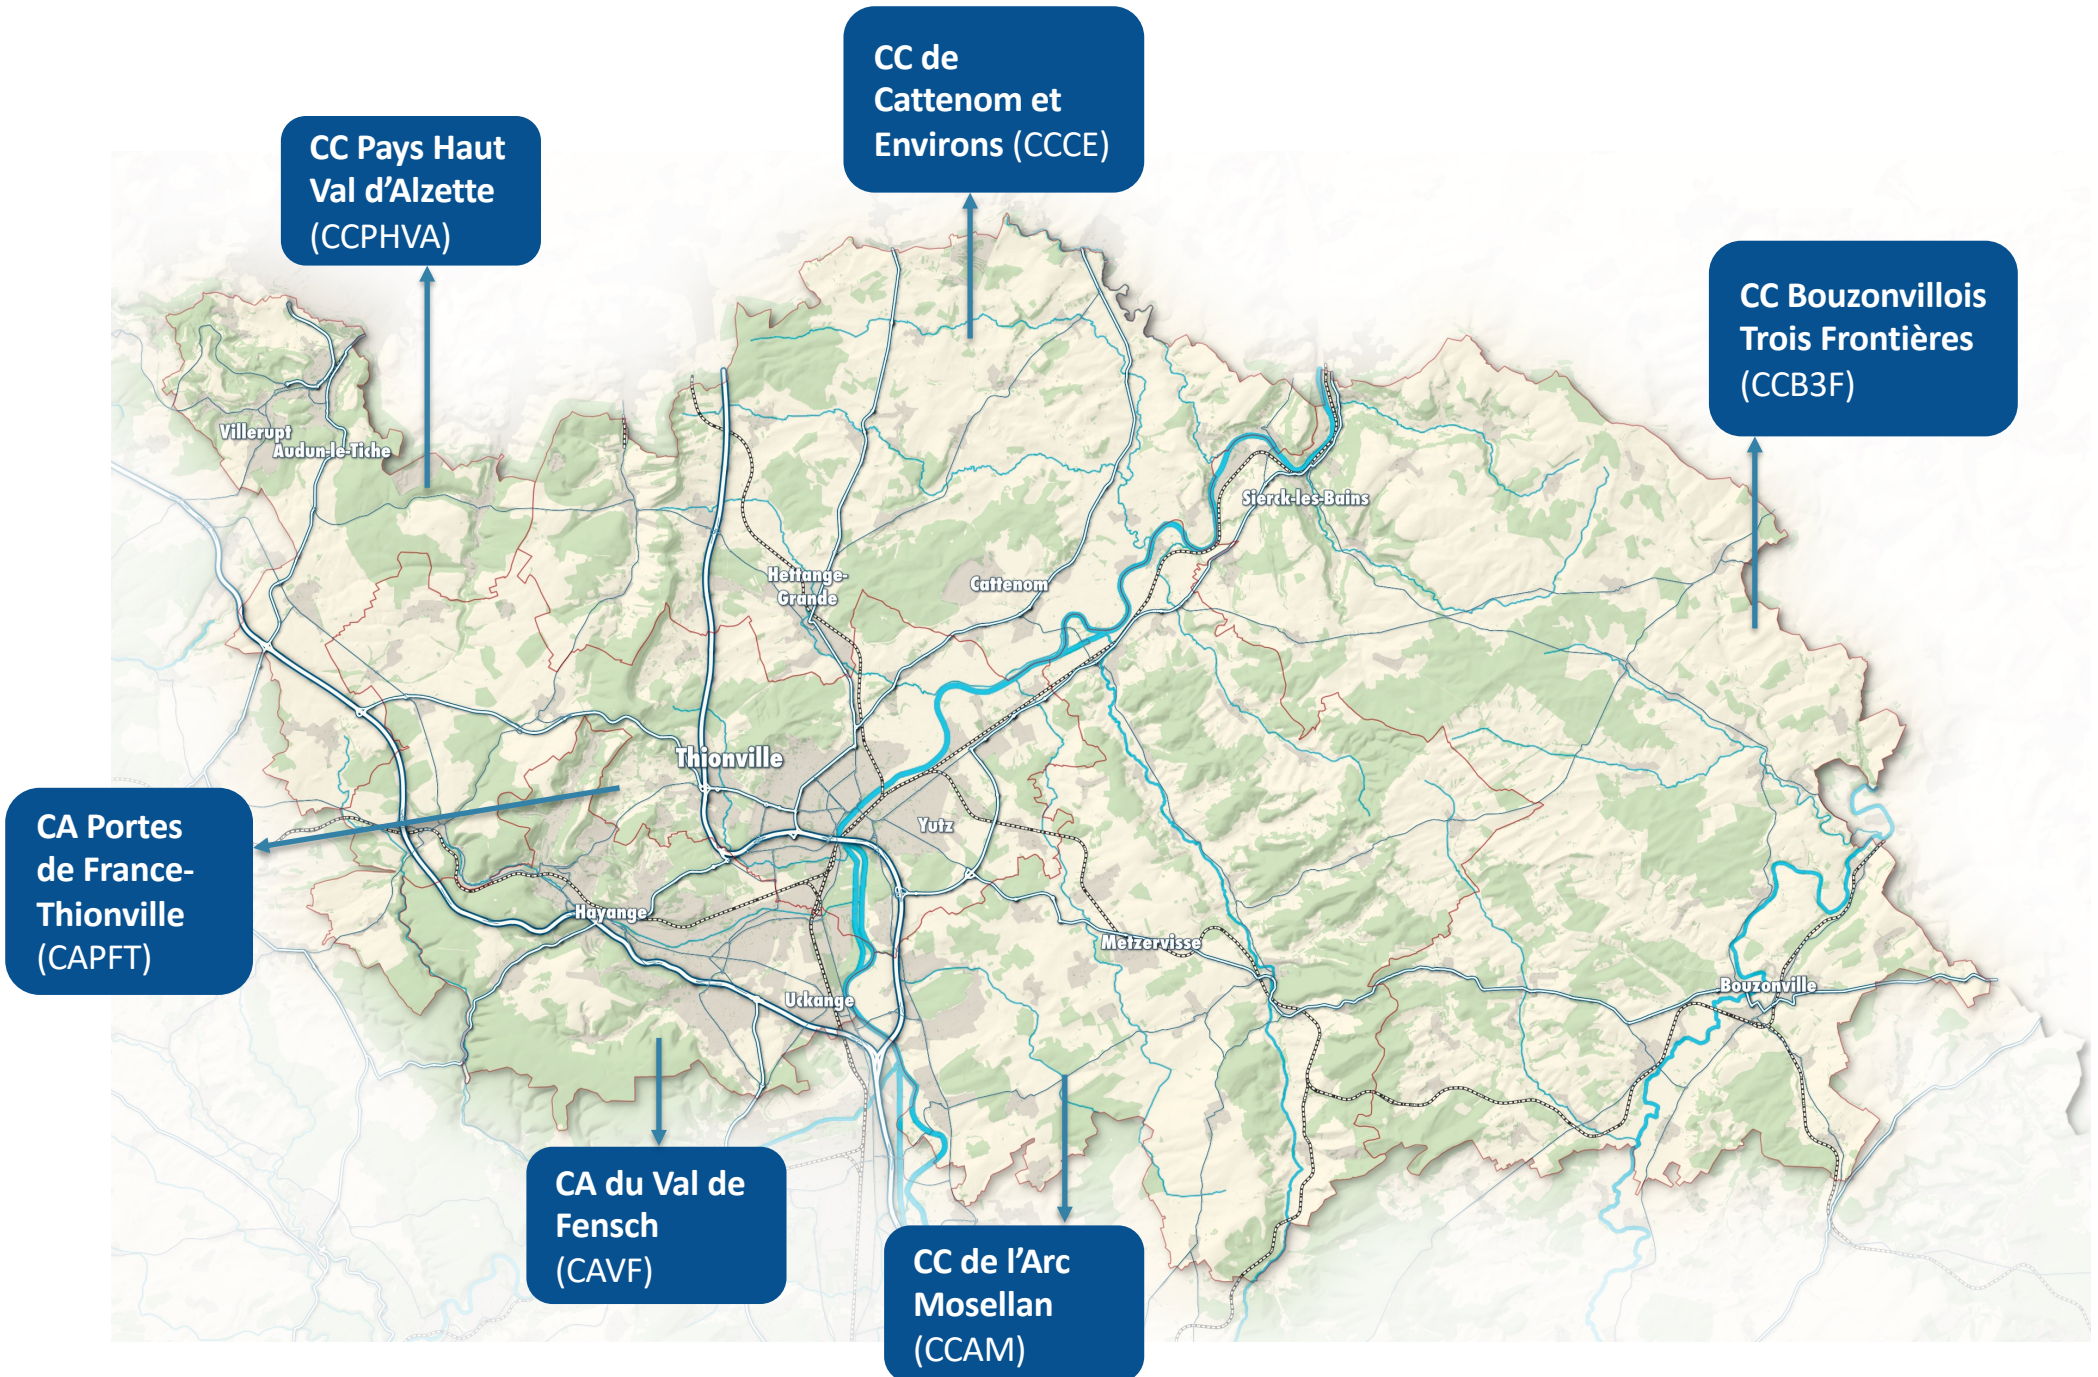 CC de
Cattenom et
Environs (CCCE)
CC Pays Haut
Val d’Alzette
(CCPHVA)
CC Bouzonvillois
Trois Frontières
(CCB3F)
Villerupt
Audun-le-Tiche
Sierck-les-Bains
Hettange-
Grande
Cattenom
Thionville
Yutz
CA Portes
de France-
Thionville
(CAPFT)
Hayange
Metzervisse
Uckange
Bouzonville
CA du Val de
Fensch
(CAVF)
CC de l’Arc
Mosellan
(CCAM)